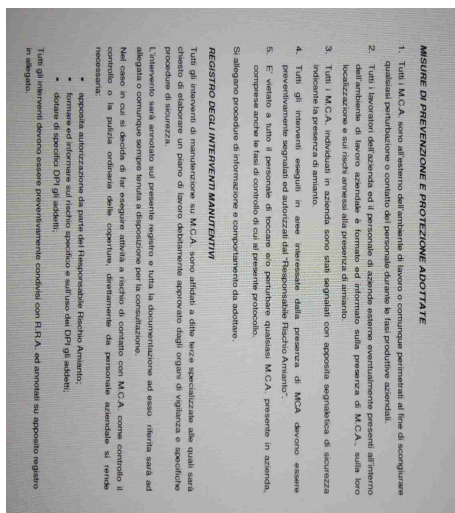 MISURE DI PREVENZIONE E PROTEZIONE ADOTTATE
1. Tutti i M.C.A. sono all'esterno dell'ambiente di lavoro o comunque perimetrati al fine di scongiurare
qualsiasi perturbazione o contatto del personale durante le fasi produttive aziendali.
2. Tutti i lavoratori dell'azienda ed i personale di aziende esterne eventualmente presenti all'interno
dell'ambiente di lavoro aziendale è formato ed informato sulla presenza di M.C.A., sulla loro
localizzazione e sui rischi annessi alla presenza di amianto.
3. Tutti i M.C.A. individuati in azienda sono stati segnalati con apposita segnaletica di sicurezza
indicante la presenza di amianto.
4. Tutti gli interventi eseguiti in aree interessate dalla presenza di MCA devono essere
preventivamente segnalati ed autorizzati dal "Responsabile Rischio Amianto".
5. E' vietato a tutto il personale di toccare e/o perturbare qualsiasi M.C.A. presente in azienda,
comprese anche le fasi di controllo di cui al presente protocollo.
Si allegano procedure di informazione e comportamento da adottare.
REGISTRO DEGLI INTERVENTI MANUTENTIVI
Tutti gli interventi di manutenzione su M.C.A. sono affidati a ditte terze specializzate alle quali sarà
chiesto di elaborare un piano di lavoro debitamente approvato dagli organi di vigilanza e specifiche
procedure di sicurezza.
L'intervento sarà annotato sul presente registro e tutta la documentazione ad esso riferita sarà ad
allegata o comunque sempre tenuta a disposizione per la consultazione.
Nel caso in cui si decida di far eseguire attività a rischio di contatto con M.C.A. come controllo il
controllo o la pulizia ordinaria delle coperture, direttamente da personale aziendale si rende
necessaria:
• apposita autorizzazione da parte del Responsabile Rischio Amianto;
• formare ed informare sul rischio specifico e sull'uso dei DPI gli addetti;
• dotare di specifici DPI gli addetti;
Tutti gli interventi devono essere preventivamente condivisi con R.R.A. ed annotati su apposito registro
in allegato.